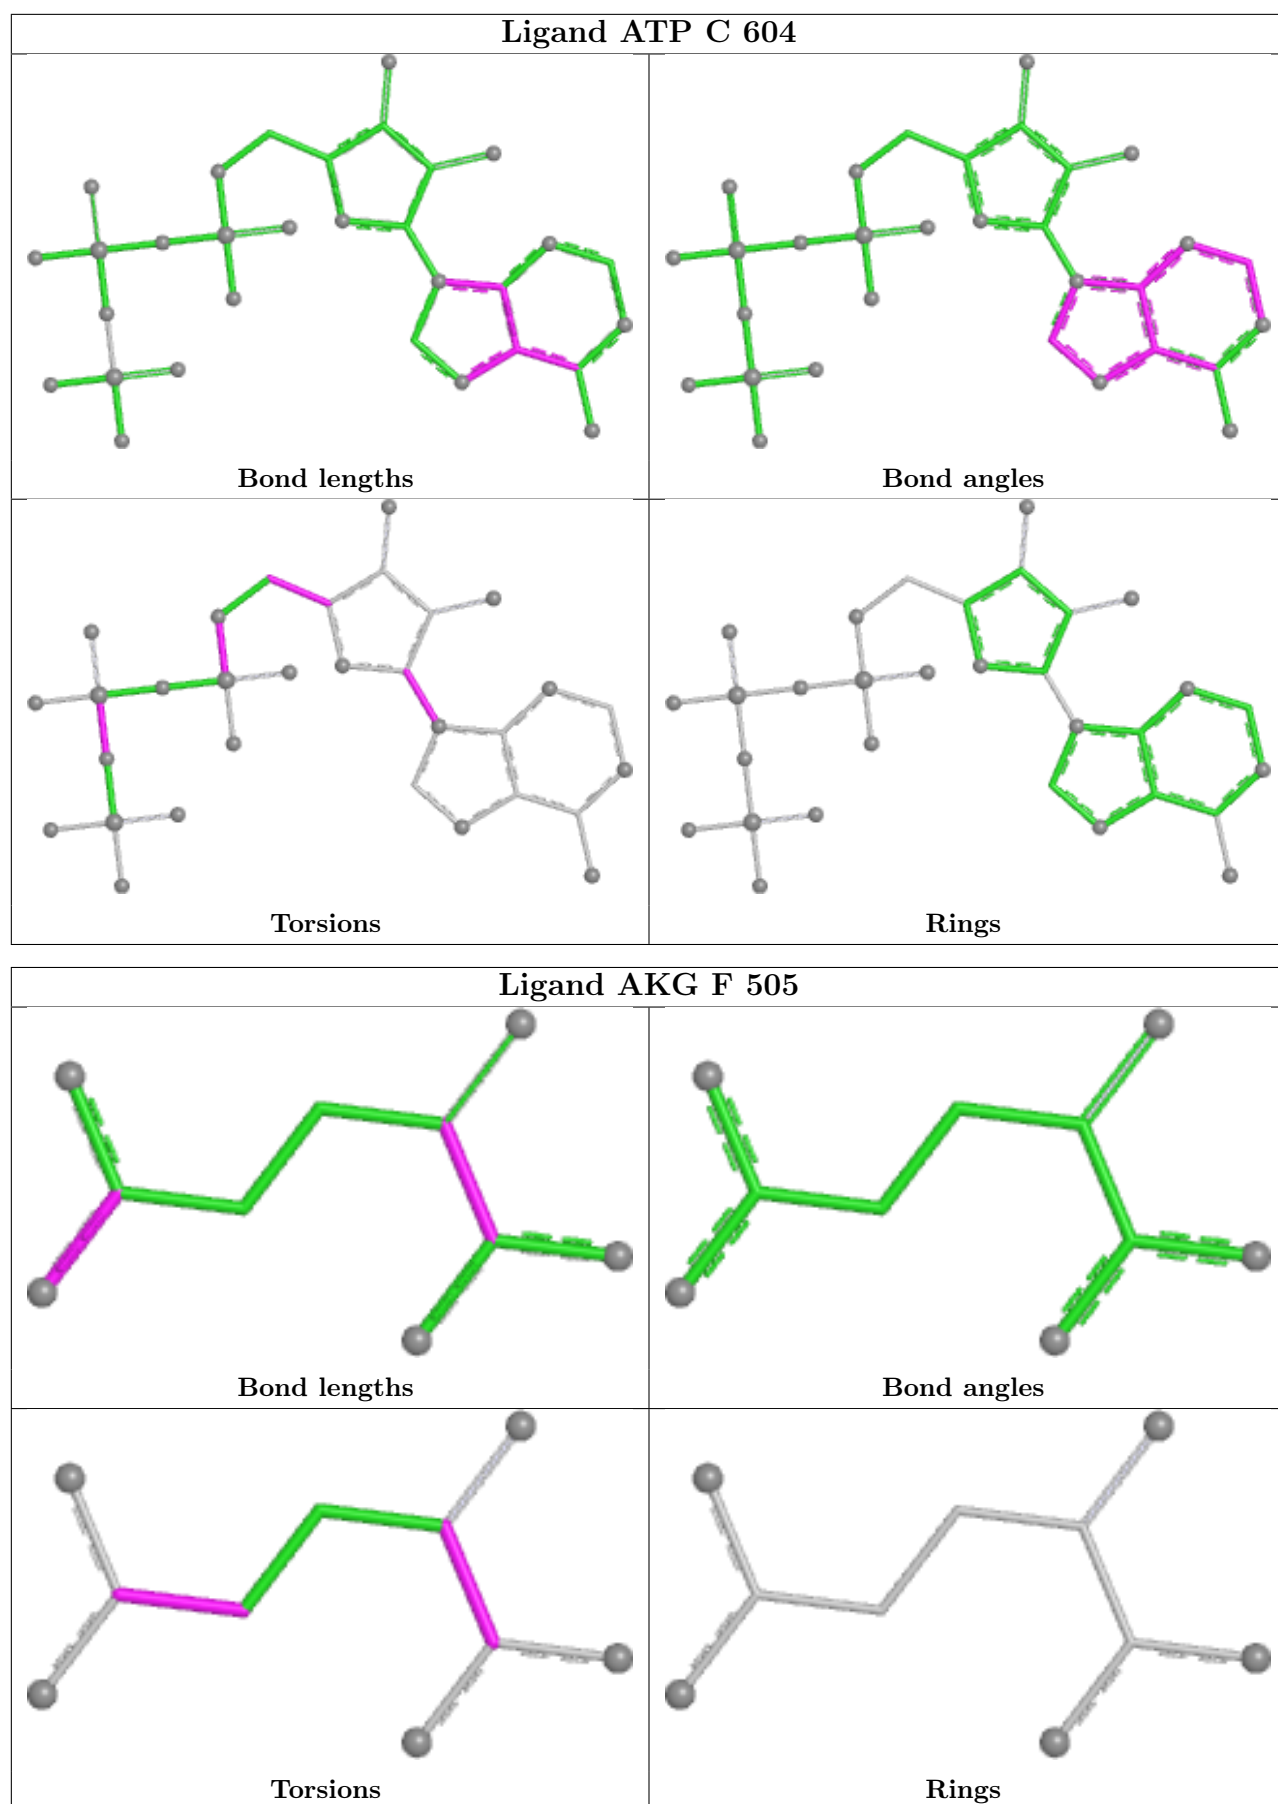 Ligand ATP C 604
Bond lengths
Bond angles
Torsions
Rings
Ligand AKG F 505
Bond lengths
Bond angles
Torsions
Rings